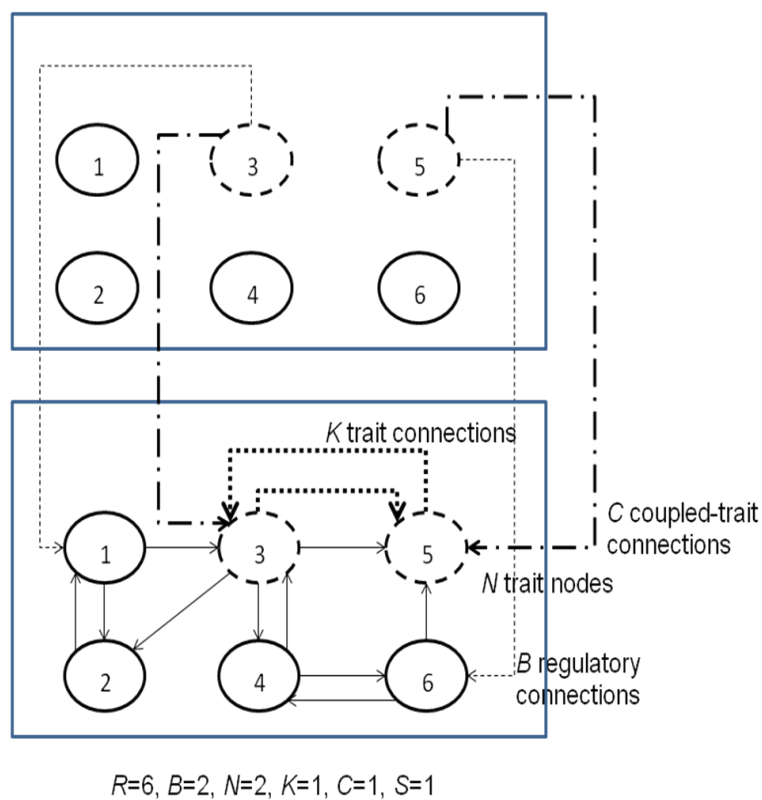 1
3
5
2
4
6
K trait connections
C coupled-trait
connections
1
3
5
N trait nodes
B regulatory
connections
2
4
6
R=6, B=2, N=2, K=1, C=1, S=1